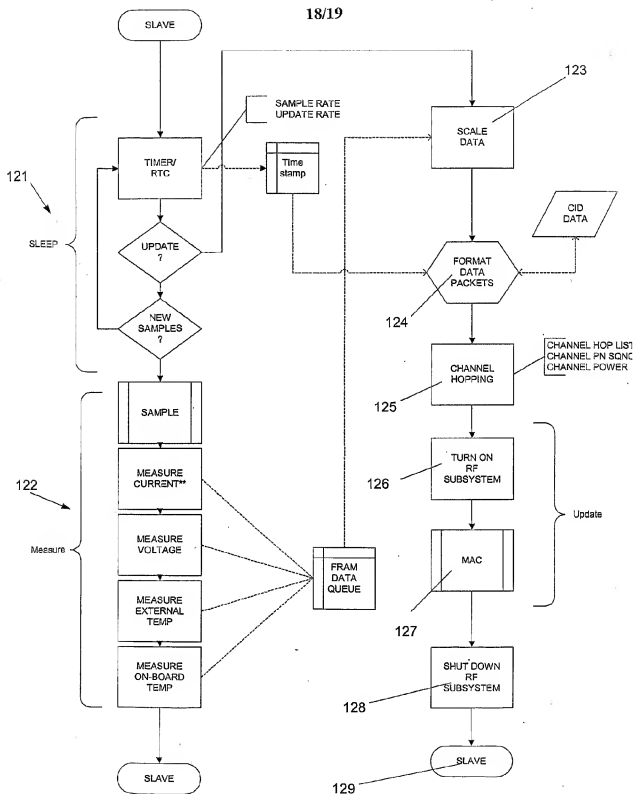 18/19
SLAVE
123
SAMPLE RATE
UPDATE RATE
SCALE
DATA
121
TIMER/
RTC
Time
stamp
CID
DATA
SLEEP
UPDATE
?
FORMAT
DATA
PACKETS
124
NEW
SAMPLES
?
CHANNEL HOP LIST
CHANNEL PN SQNC
CHANNEL POWER
CHANNEL
HOPPING
125
SAMPLE
122
MEASURE
CURRENT**
TURN ON
RF
SUBSYSTEM
126
Update
Measure
MEASURE
VOLTAGE
MAC
FRAM
DATA
QUEUE
127
MEASURE
EXTERNAL
TEMP
MEASURE
ON-BOARD
TEMP
SHUT DOWN
RF
SUBSYSTEM
128
SLAVE
SLAVE
129